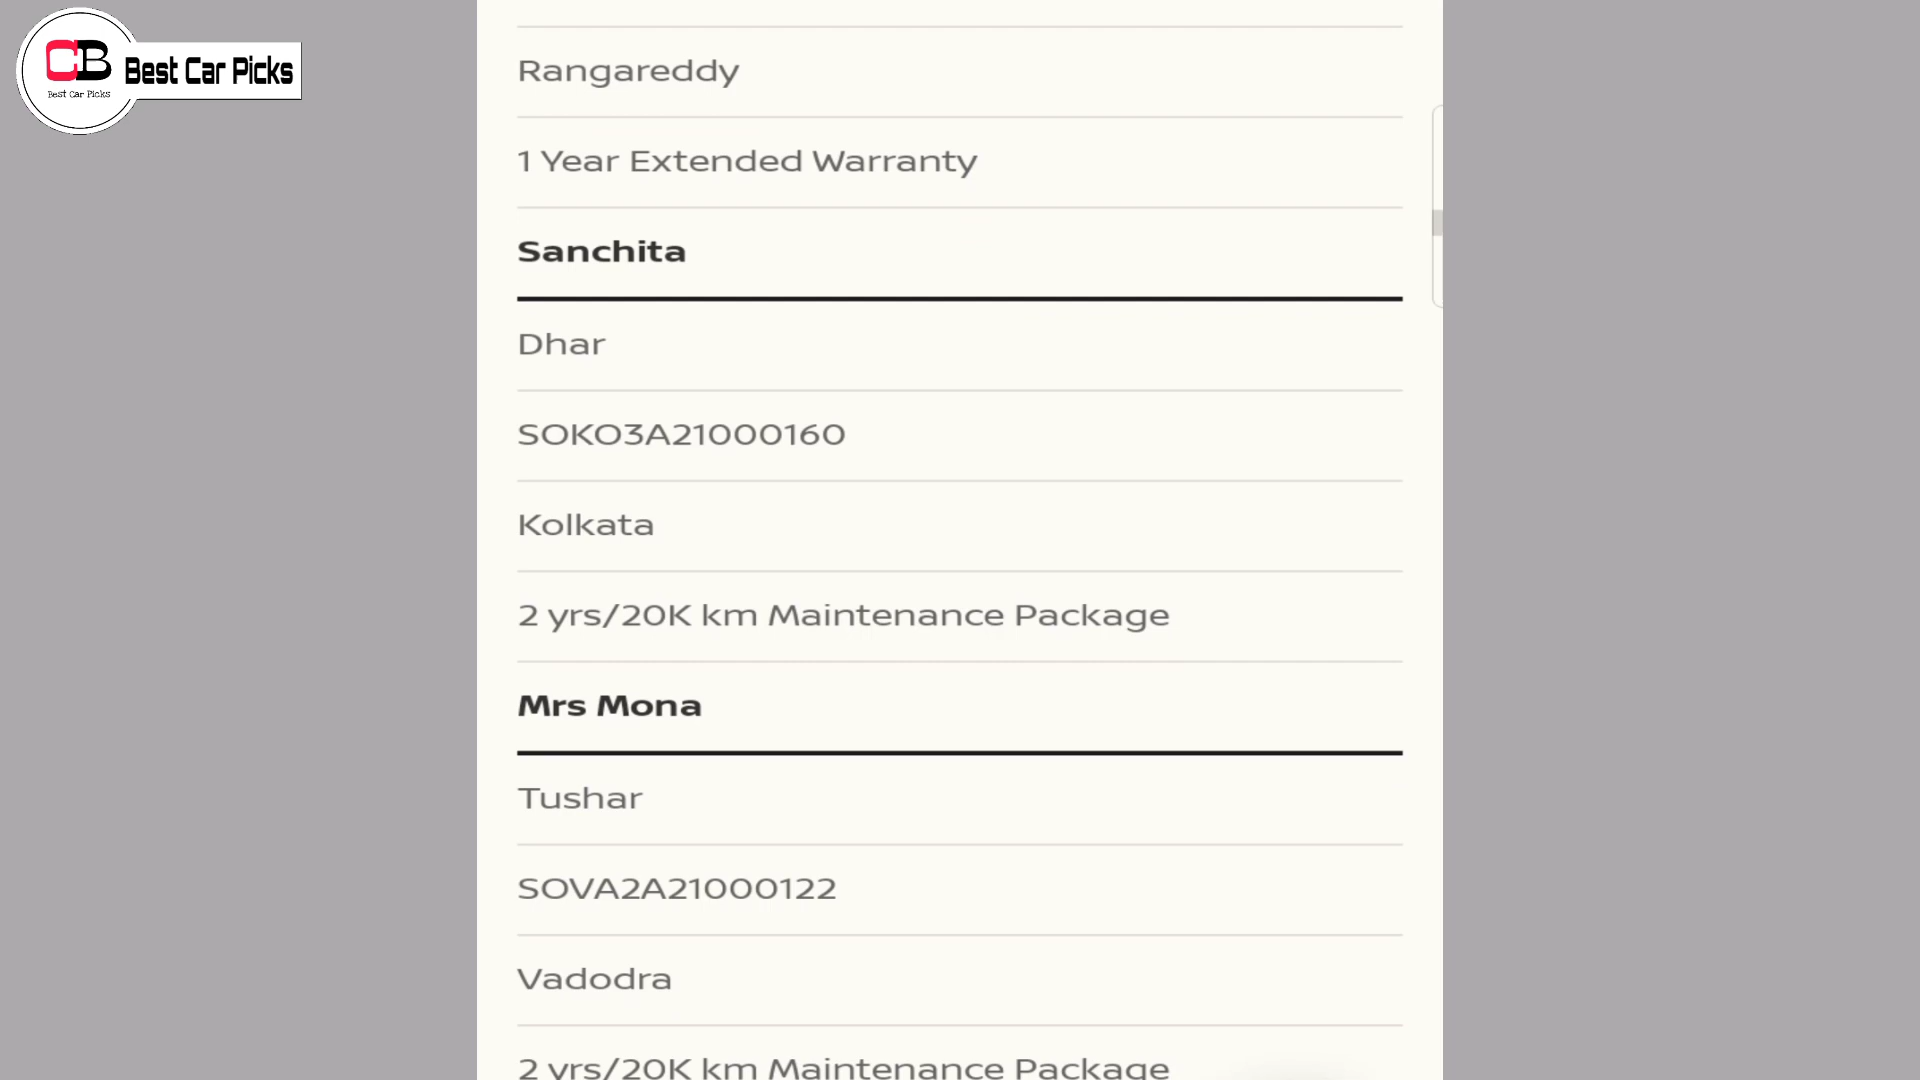 CB
Best Car Picks
Best Car Picks
Rangareddy
1 Year Extended Warranty
Sanchita
Dhar
SOKO3A21000160
Kolkata
2 yrs/20K km Maintenance Package
Mrs Mona
Tushar
SOVA2A21000122
Vadodra
2 yrs/20K km Maintenance Package